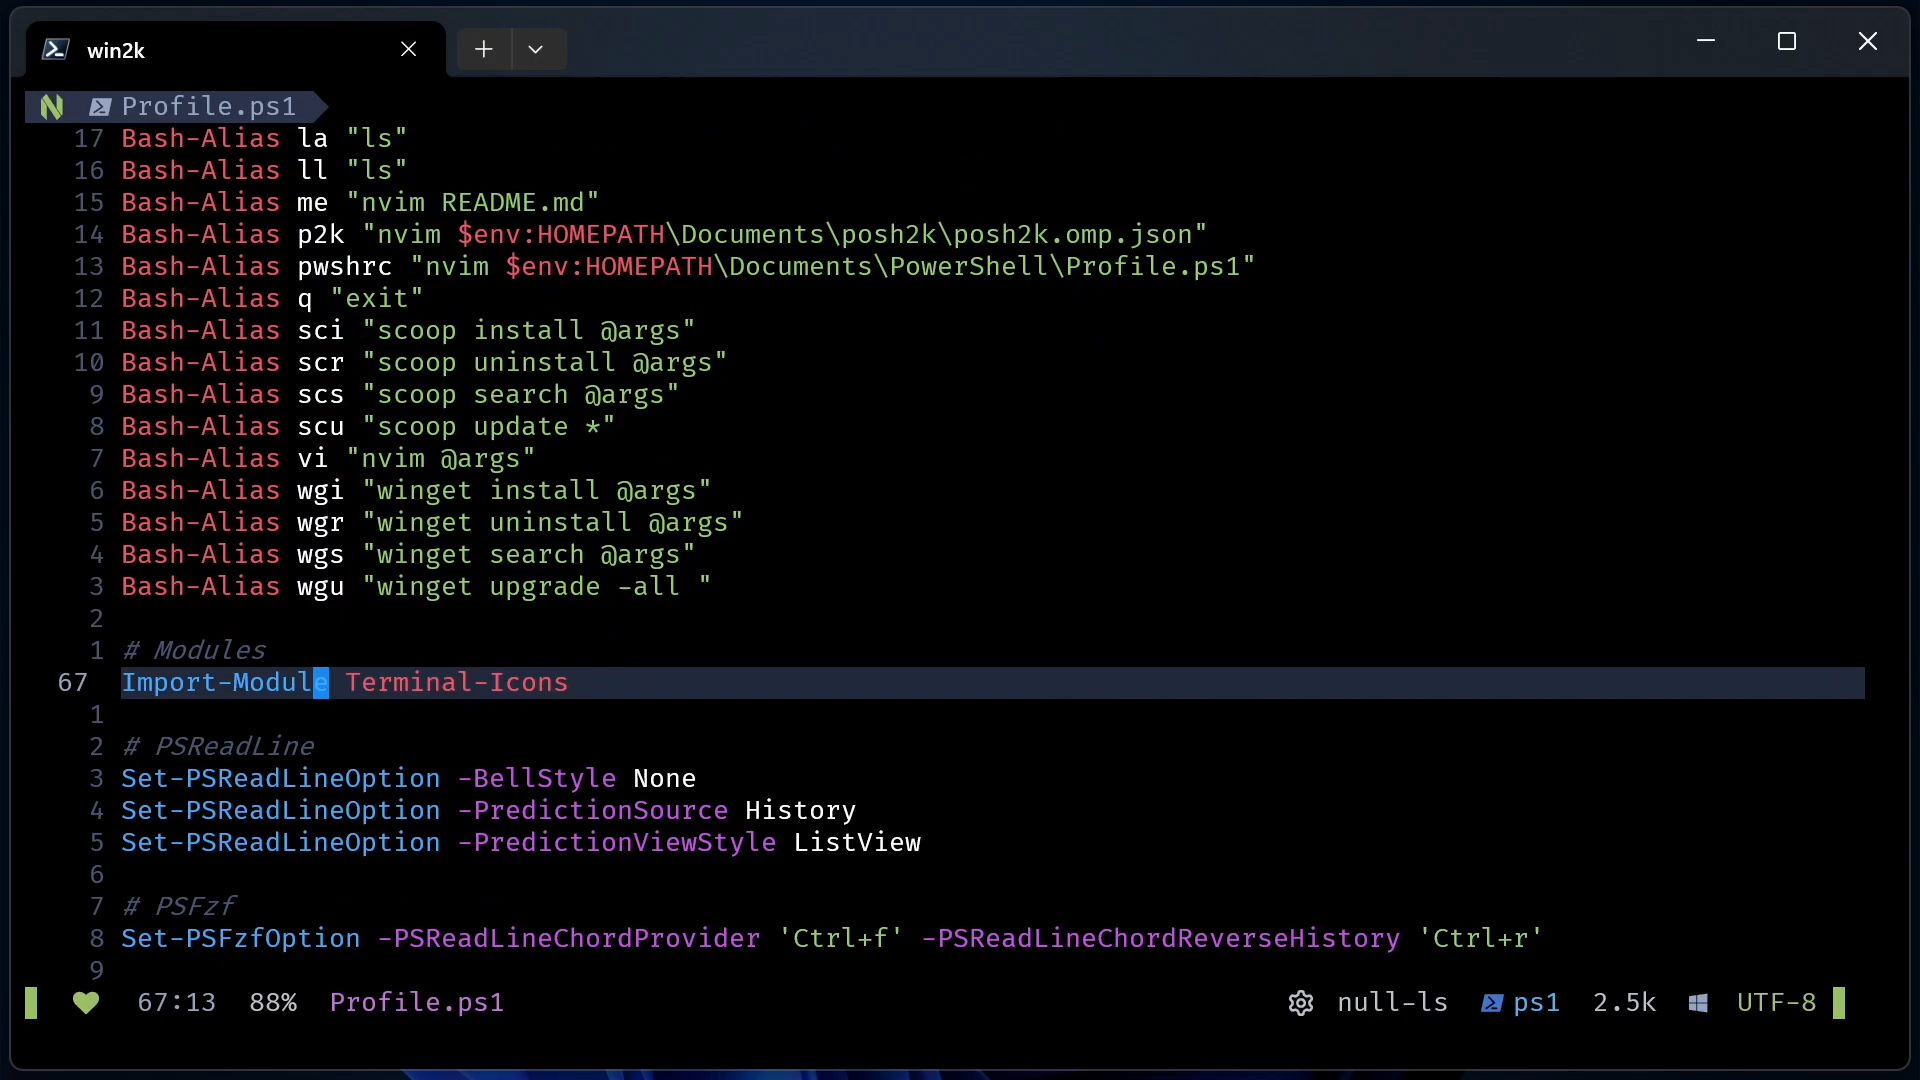 win2k
Profile.ps1
17 Bash-Alias la "ls"
16 Bash-Alias ll "ls"
15 Bash-Alias me "nvim README.md"
14 Bash-Alias p2k "nvim $env:HOMEPATH\Documents\posh2k\posh2k.omp.json"
13 Bash-Alias pwshrc "nvim $env:HOMEPATH\Documents\PowerShell\Profile.ps1"
12 Bash-Alias q "exit"
11 Bash-Alias sci "scoop install @args"
10 Bash-Alias scr "scoop uninstall @args"
9 Bash-Alias scs "scoop search @args"
8 Bash-Alias scu "scoop update *"
7 Bash-Alias vi "nvim @args"
6 Bash-Alias wgi "winget install @args"
5 Bash-Alias wgr "winget uninstall @args"
4 Bash-Alias wgs "winget search @args"
3 Bash-Alias wgu "winget upgrade -all "
2
1 # Modules
67 Import-Module Terminal-Icons
1
2 # PSReadLine
3 Set-PSReadLineOption -BellStyle None
4 Set-PSReadLineOption -PredictionSource History
5 Set-PSReadLineOption -PredictionViewStyle ListView
6
7 # PSFzf
8 Set-PSFzfOption -PSReadLineChordProvider 'Ctrl+f' -PSReadLineChordReverseHistory 'Ctrl+r'
9
67:13 88% Profile.ps1 null-ls ps1 2.5k UTF-8